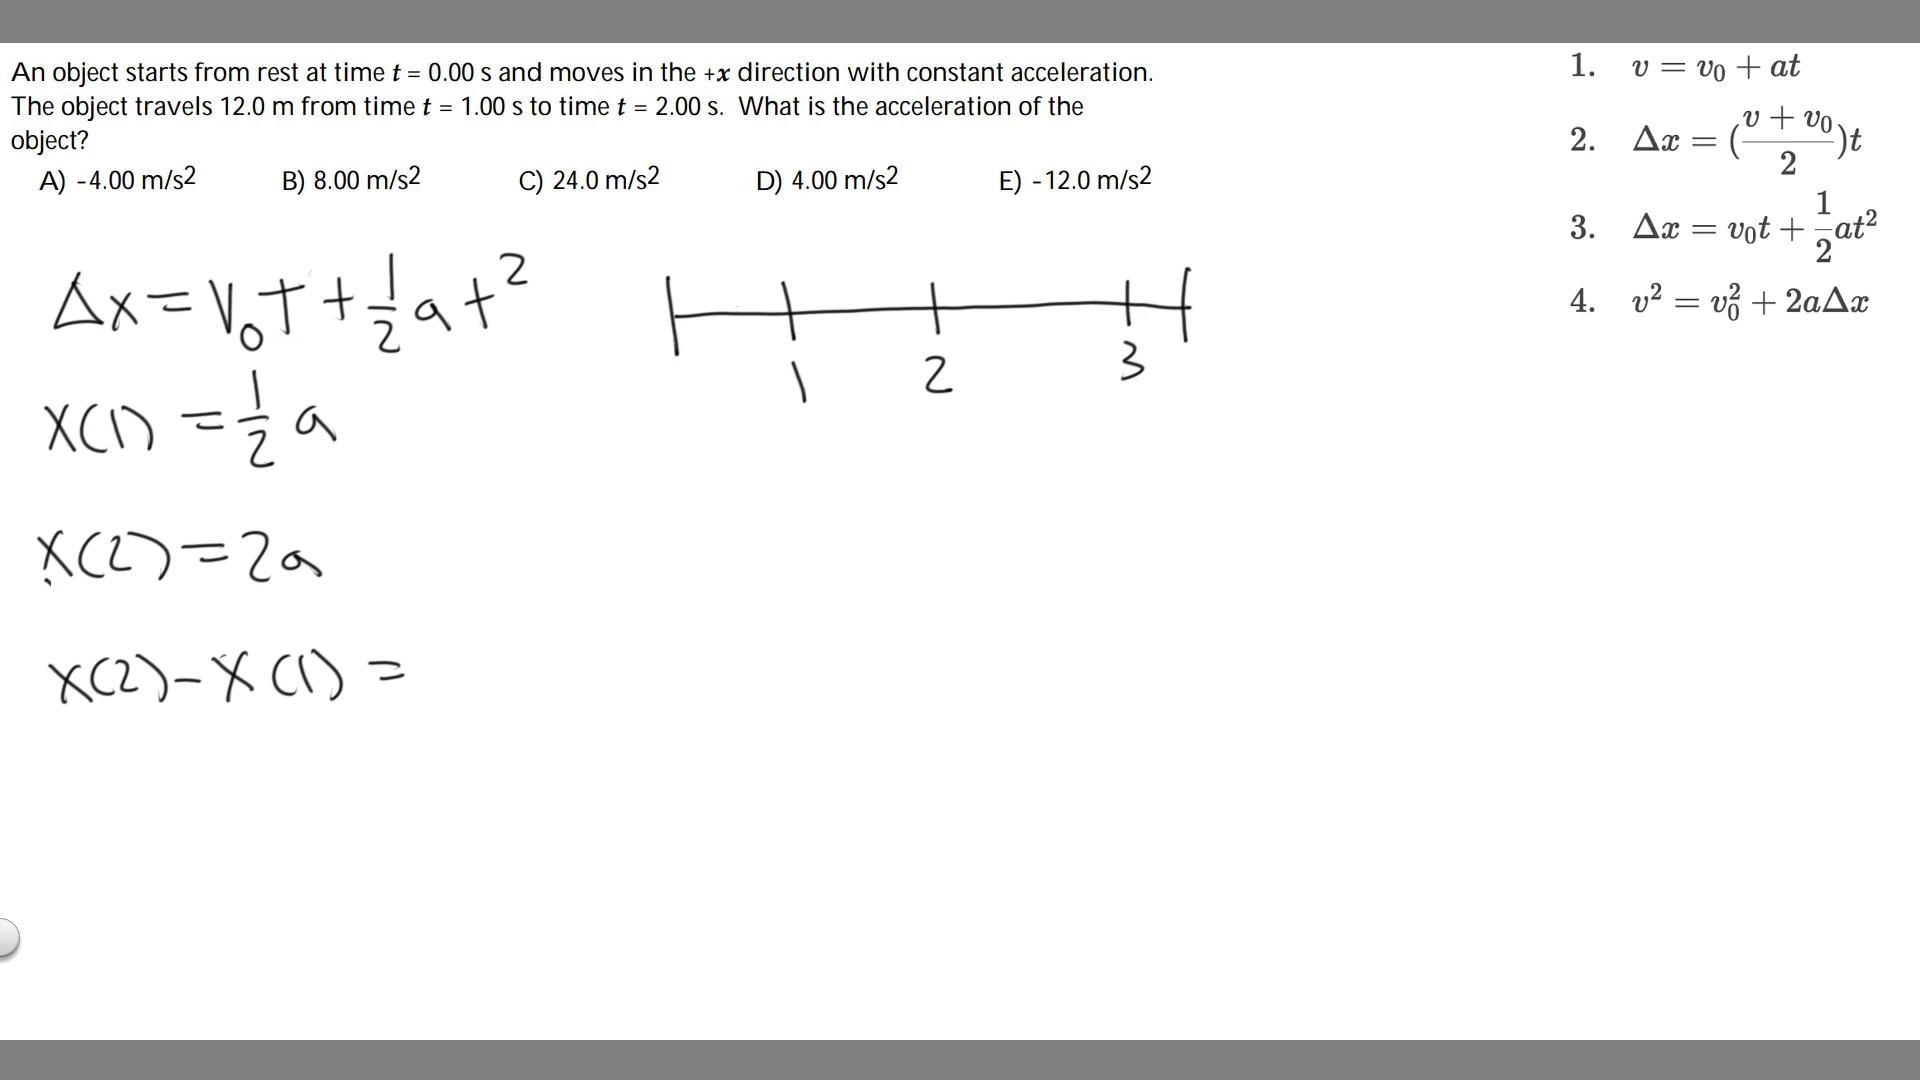 An object starts from rest at time t = 0.00 s and moves in the +x direction with constant acceleration.
The object travels 12.0 m from time t = 1.00 s to time t = 2.00 s. What is the acceleration of the
object?
A) -4.00 m/s2 B) 8.00 m/s2 C) 24.0 m/s2 D) 4.00 m/s2 E) -12.0 m/s2
Δx = V₀t + 1/2 at²
x(1) = 1/2 a
x(2) = 2a
x(2) - x(1) =
1 2 3
1. v = v₀ + at
2. Δx = ((v + v₀)/2)t
3. Δx = v₀t + 1/2 at²
4. v² = v₀² + 2aΔx